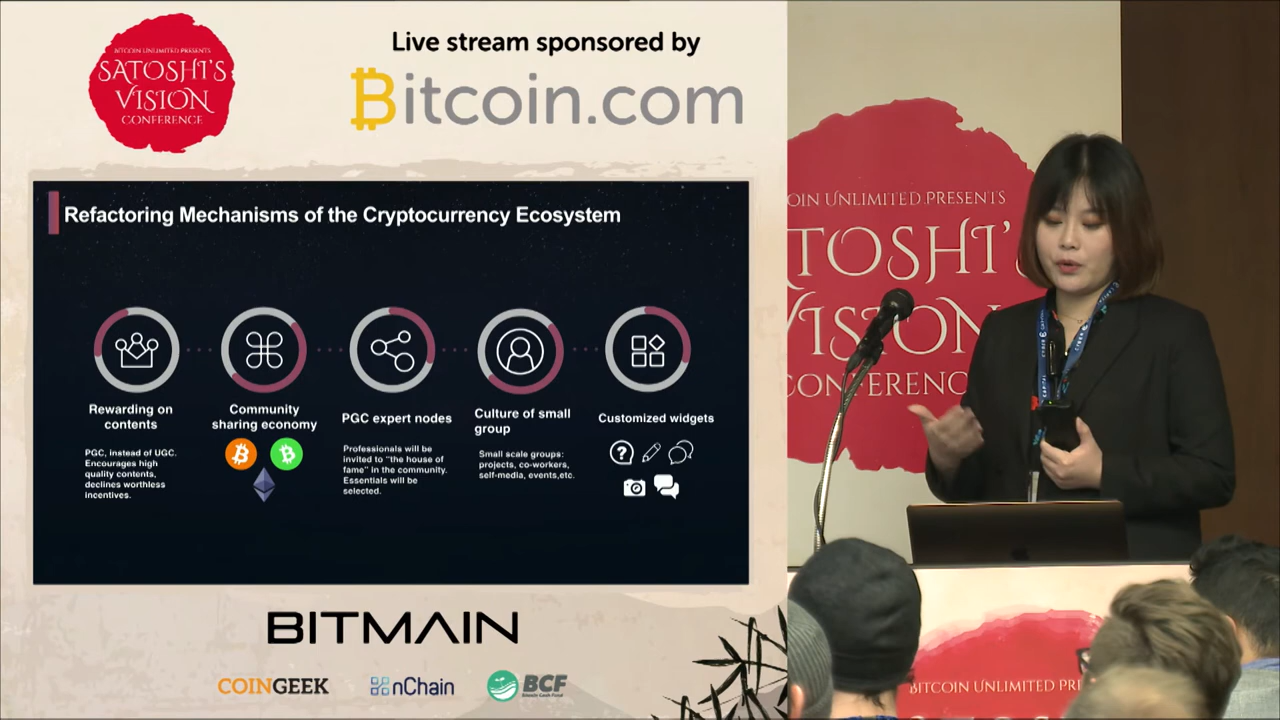 BITCOIN UNLIMITED PRESENTS
SATOSHI'S
VISION
CONFERENCE
Live stream sponsored by
Bitcoin.com
Refactoring Mechanisms of the Cryptocurrency Ecosystem
Rewarding on
contents
PGC, instead of UGC.
Encourages high
quality contents,
declines worthless
incentives.
Community
sharing economy
PGC expert nodes
Professionals will be
invited to “the house of
fame” in the community.
Essentials will be
selected.
Culture of small
group
Small scale groups:
projects, co-workers,
self-media, events,etc.
Customized widgets
BITMAIN
COINGEEK
nChain
BCF
OIN UNLIMITED PRESENTS
TOSHI'
VISION
CONFERENC
CYBER
CAPITAL
BITCOIN UNLIMITED PRE